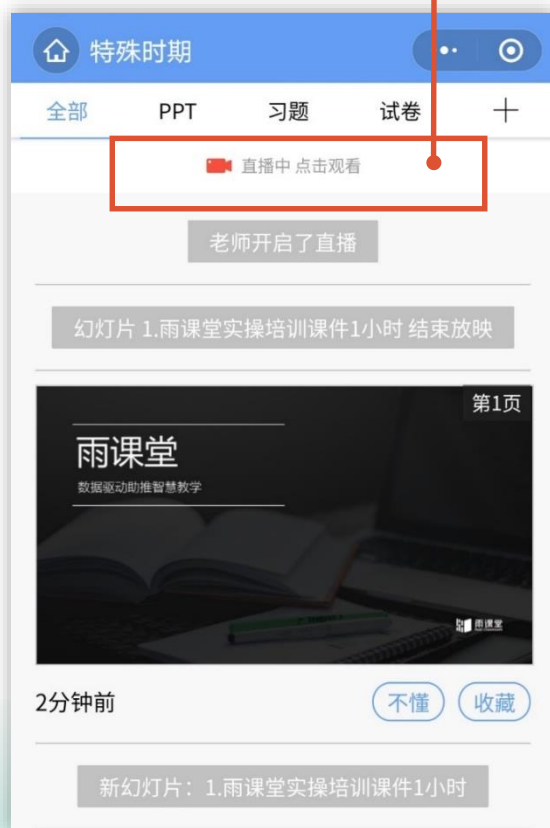 特殊时期
全部 PPT 习题 试卷
直播中 点击观看
老师开启了直播
幻灯片 1.雨课堂实操培训课件1小时 结束放映
第1页
雨课堂
数据驱动助推智慧教学
雨课堂
2分钟前 不懂 收藏
新幻灯片：1.雨课堂实操培训课件1小时